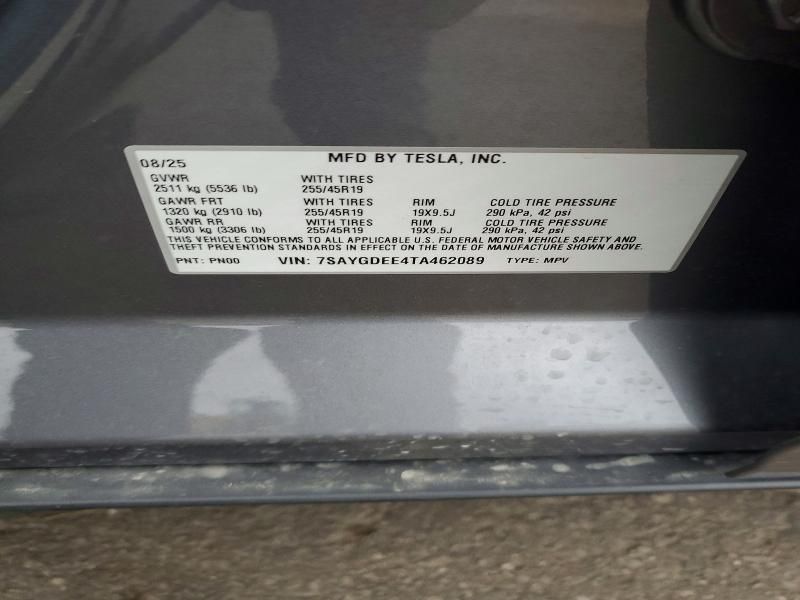 08/25 MFD BY TESLA, INC.
GVWR WITH TIRES
2511 kg (5536 lb) 255/45R19
GAWR FRT WITH TIRES RIM COLD TIRE PRESSURE
1320 kg (2910 lb) 255/45R19 19X9.5J 290 kPa, 42 psi
GAWR RR WITH TIRES RIM COLD TIRE PRESSURE
1500 kg (3306 lb) 255/45R19 19X9.5J 290 kPa, 42 psi
THIS VEHICLE CONFORMS TO ALL APPLICABLE U.S. FEDERAL MOTOR VEHICLE SAFETY AND
THEFT PREVENTION STANDARDS IN EFFECT ON THE DATE OF MANUFACTURE SHOWN ABOVE.
PNT: PN00 VIN: 7SAYGDEE4TA462089 TYPE: MPV